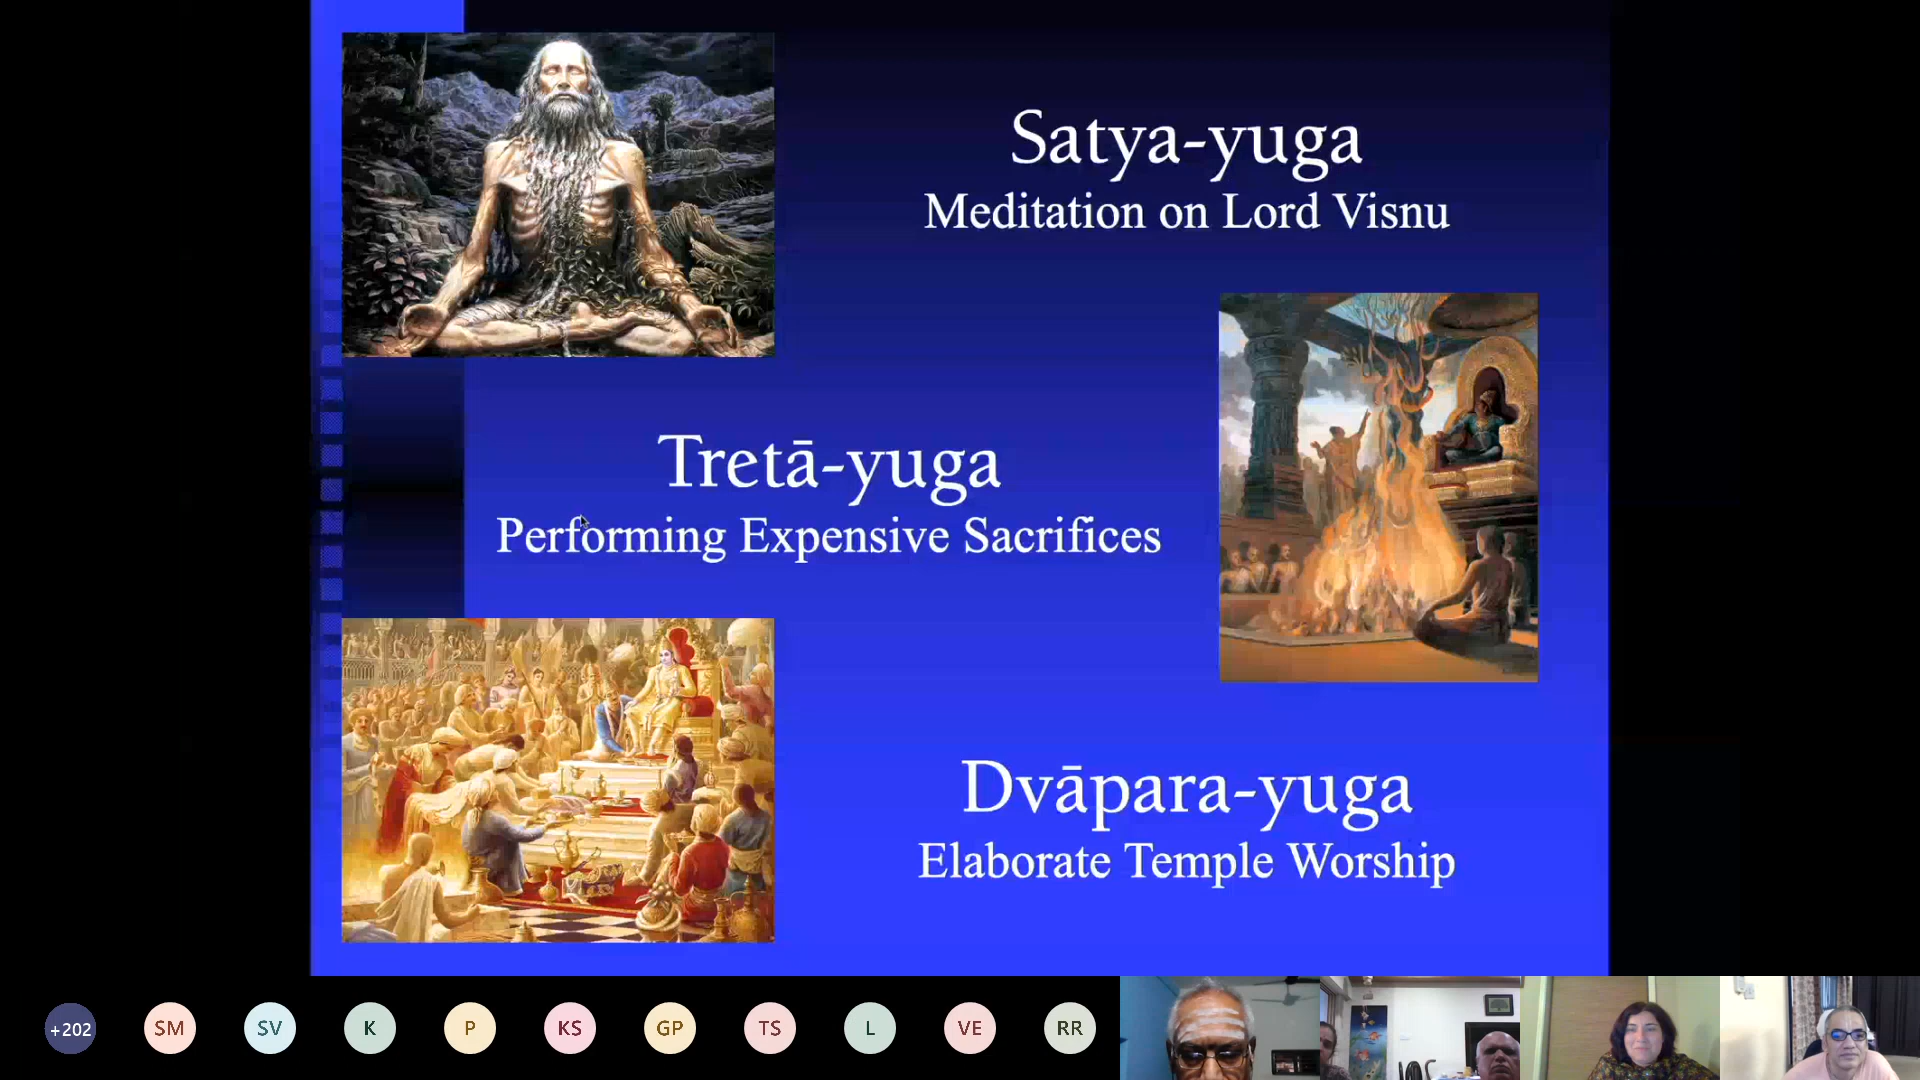 Satya-yuga
Meditation on Lord Visnu
Tretā-yuga
Performing Expensive Sacrifices
Dvāpara-yuga
Elaborate Temple Worship
+202
SM
SV
K
P
KS
GP
TS
L
VE
RR